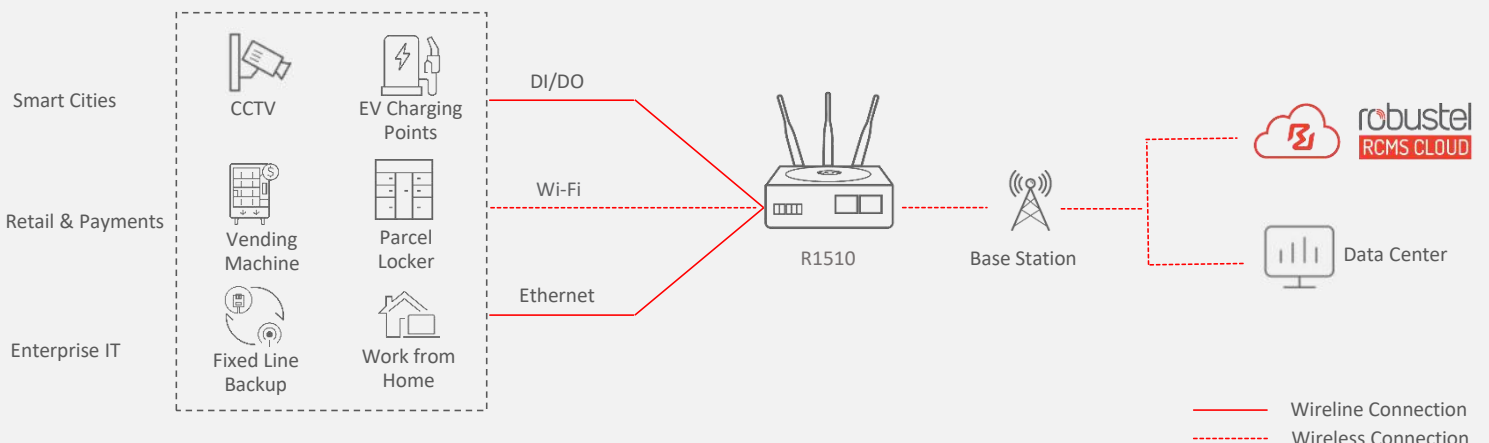 Smart Cities
CCTV
EV Charging
Points
DI/DO
robustel
RCMS CLOUD
Retail & Payments
Vending
Machine
Parcel
Locker
Wi-Fi
R1510
Base Station
Data Center
Ethernet
Enterprise IT
Fixed Line
Backup
Work from
Home
Wireline Connection
Wireless Connection